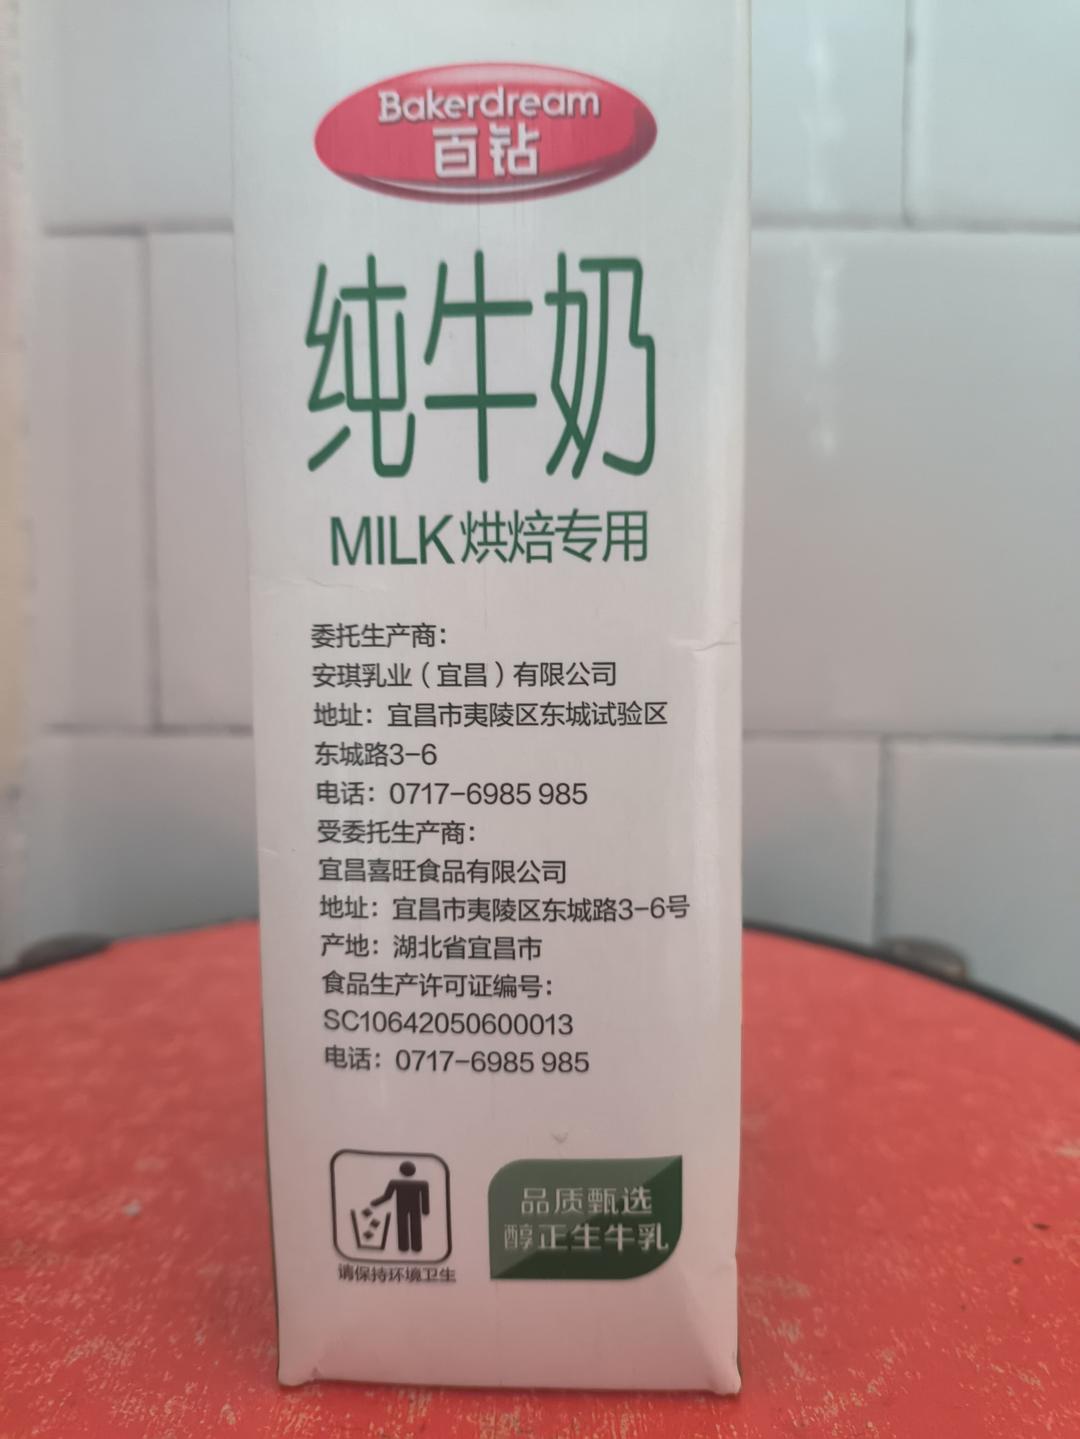 Bakerdream
百钻
纯牛奶
MILK烘焙专用
委托生产商：
安琪乳业（宜昌）有限公司
地址：宜昌市夷陵区东城试验区
东城路3-6
电话：0717-6985 985
受委托生产商：
宜昌喜旺食品有限公司
地址：宜昌市夷陵区东城路3-6号
产地：湖北省宜昌市
食品生产许可证编号：
SC10642050600013
电话：0717-6985 985
请保持环境卫生
品质甄选
醇正生牛乳